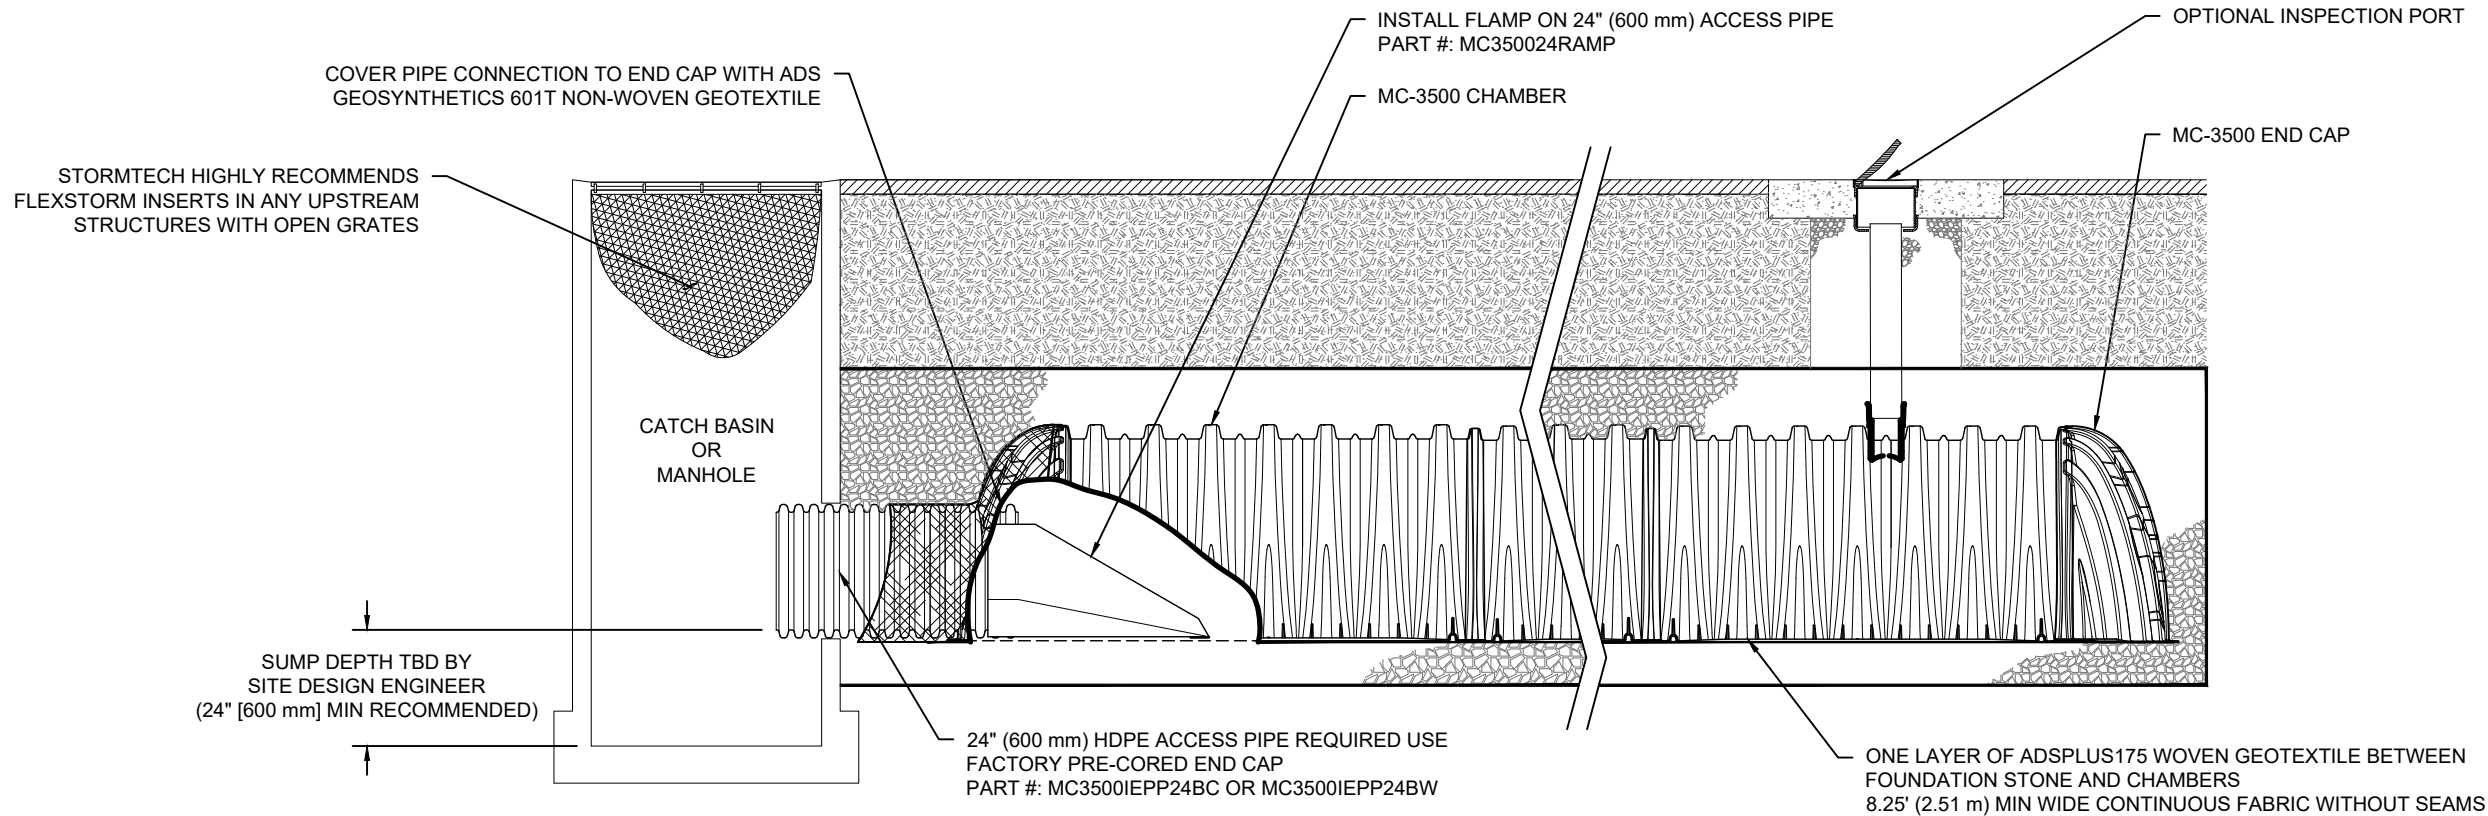 INSTALL FLAMP ON 24" (600 mm) ACCESS PIPE
PART #: MC350024RAMP
OPTIONAL INSPECTION PORT
COVER PIPE CONNECTION TO END CAP WITH ADS
GEOSYNTHETICS 601T NON-WOVEN GEOTEXTILE
MC-3500 CHAMBER
MC-3500 END CAP
STORMTECH HIGHLY RECOMMENDS
FLEXSTORM INSERTS IN ANY UPSTREAM
STRUCTURES WITH OPEN GRATES
CATCH BASIN
OR
MANHOLE
SUMP DEPTH TBD BY
SITE DESIGN ENGINEER
(24" [600 mm] MIN RECOMMENDED)
24" (600 mm) HDPE ACCESS PIPE REQUIRED USE
FACTORY PRE-CORED END CAP
PART #: MC3500IEPP24BC OR MC3500IEPP24BW
ONE LAYER OF ADSPLUS175 WOVEN GEOTEXTILE BETWEEN
FOUNDATION STONE AND CHAMBERS
8.25' (2.51 m) MIN WIDE CONTINUOUS FABRIC WITHOUT SEAMS